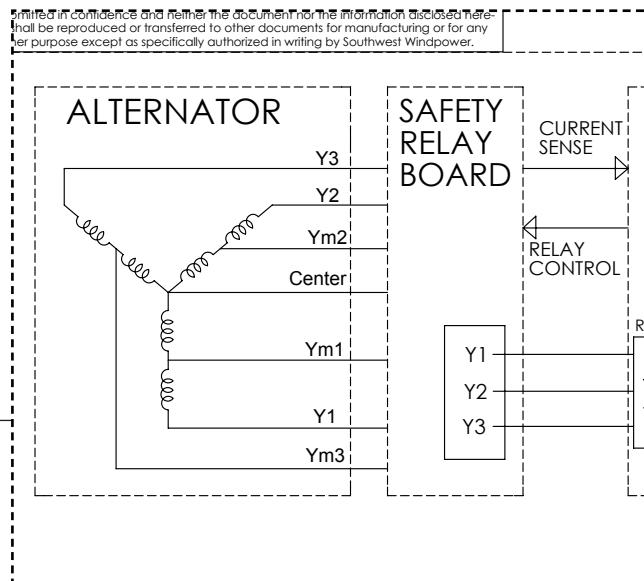 omitted in confidence and neither the document nor the information disclosed here-
shall be reproduced or transferred to other documents for manufacturing or for any
her purpose except as specifically authorized in writing by Southwest Windpower.
ALTERNATOR
SAFETY
RELAY
BOARD
CURRENT
SENSE
RELAY
CONTROL
Y3
Y2
Ym2
Center
Ym1
Y1
Ym3
Y1
Y2
Y3
R